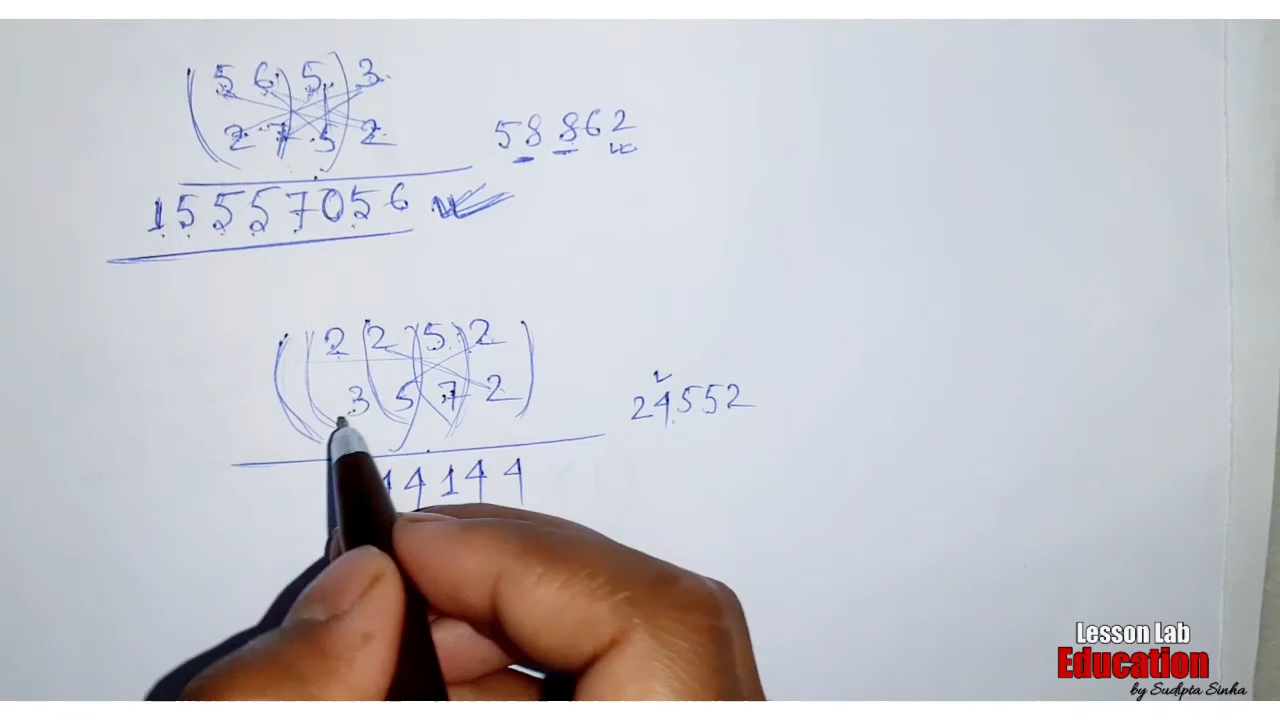 5 6 5 3
2 7 5 2
58862
15557056
2 2 5 2
3 5 7 2
24552
44144
Lesson Lab
Education
by Sudipta Sinha